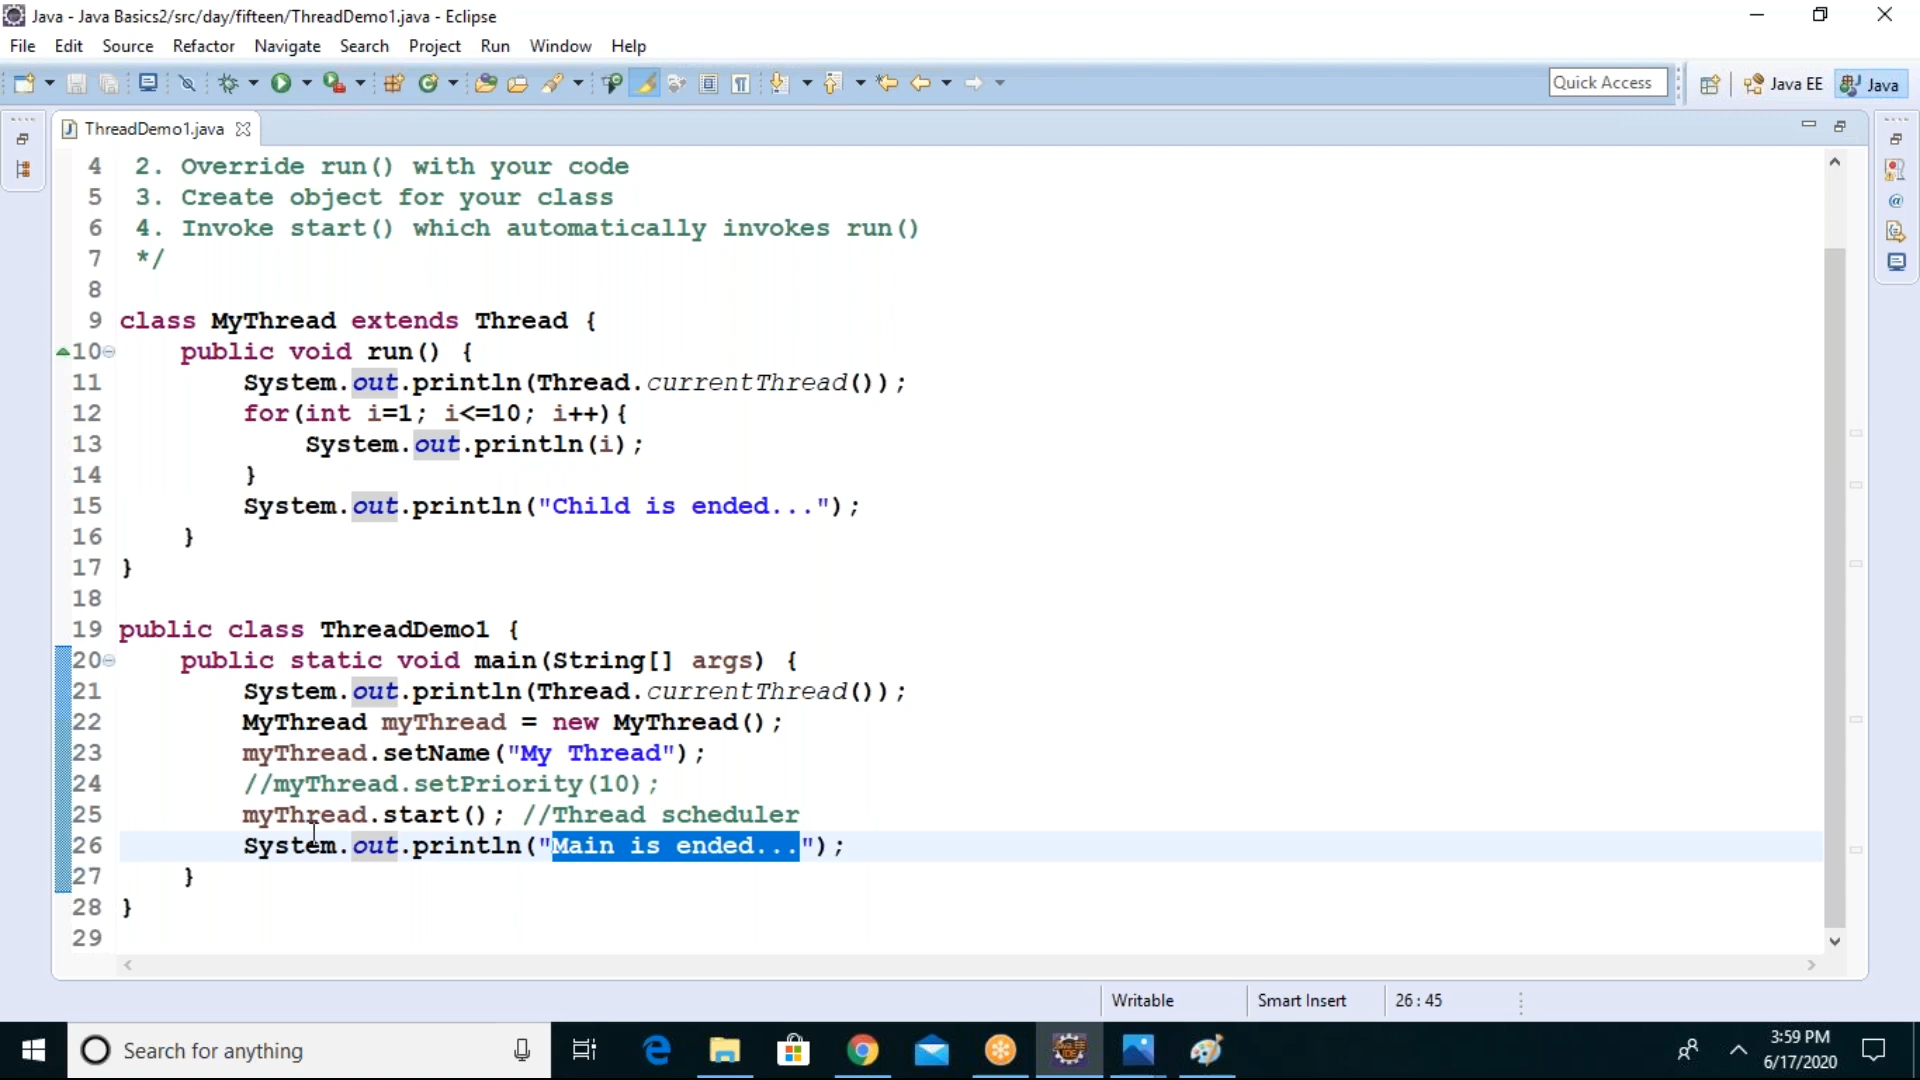 Java - Java Basics2/src/day/fifteen/ThreadDemo1.java - Eclipse
File Edit Source Refactor Navigate Search Project Run Window Help
Quick Access Java EE Java
ThreadDemo1.java
4 2. Override run() with your code
5 3. Create object for your class
6 4. Invoke start() which automatically invokes run()
7 */
8
9 class MyThread extends Thread {
10 public void run() {
11 System.out.println(Thread.currentThread());
12 for(int i=1; i<=10; i++){
13 System.out.println(i);
14 }
15 System.out.println("Child is ended...");
16 }
17 }
18
19 public class ThreadDemo1 {
20 public static void main(String[] args) {
21 System.out.println(Thread.currentThread());
22 MyThread myThread = new MyThread();
23 myThread.setName("My Thread");
24 //myThread.setPriority(10);
25 myThread.start(); //Thread scheduler
26 System.out.println("Main is ended...");
27 }
28 }
29
Writable Smart Insert 26 : 45
Search for anything
3:59 PM
6/17/2020